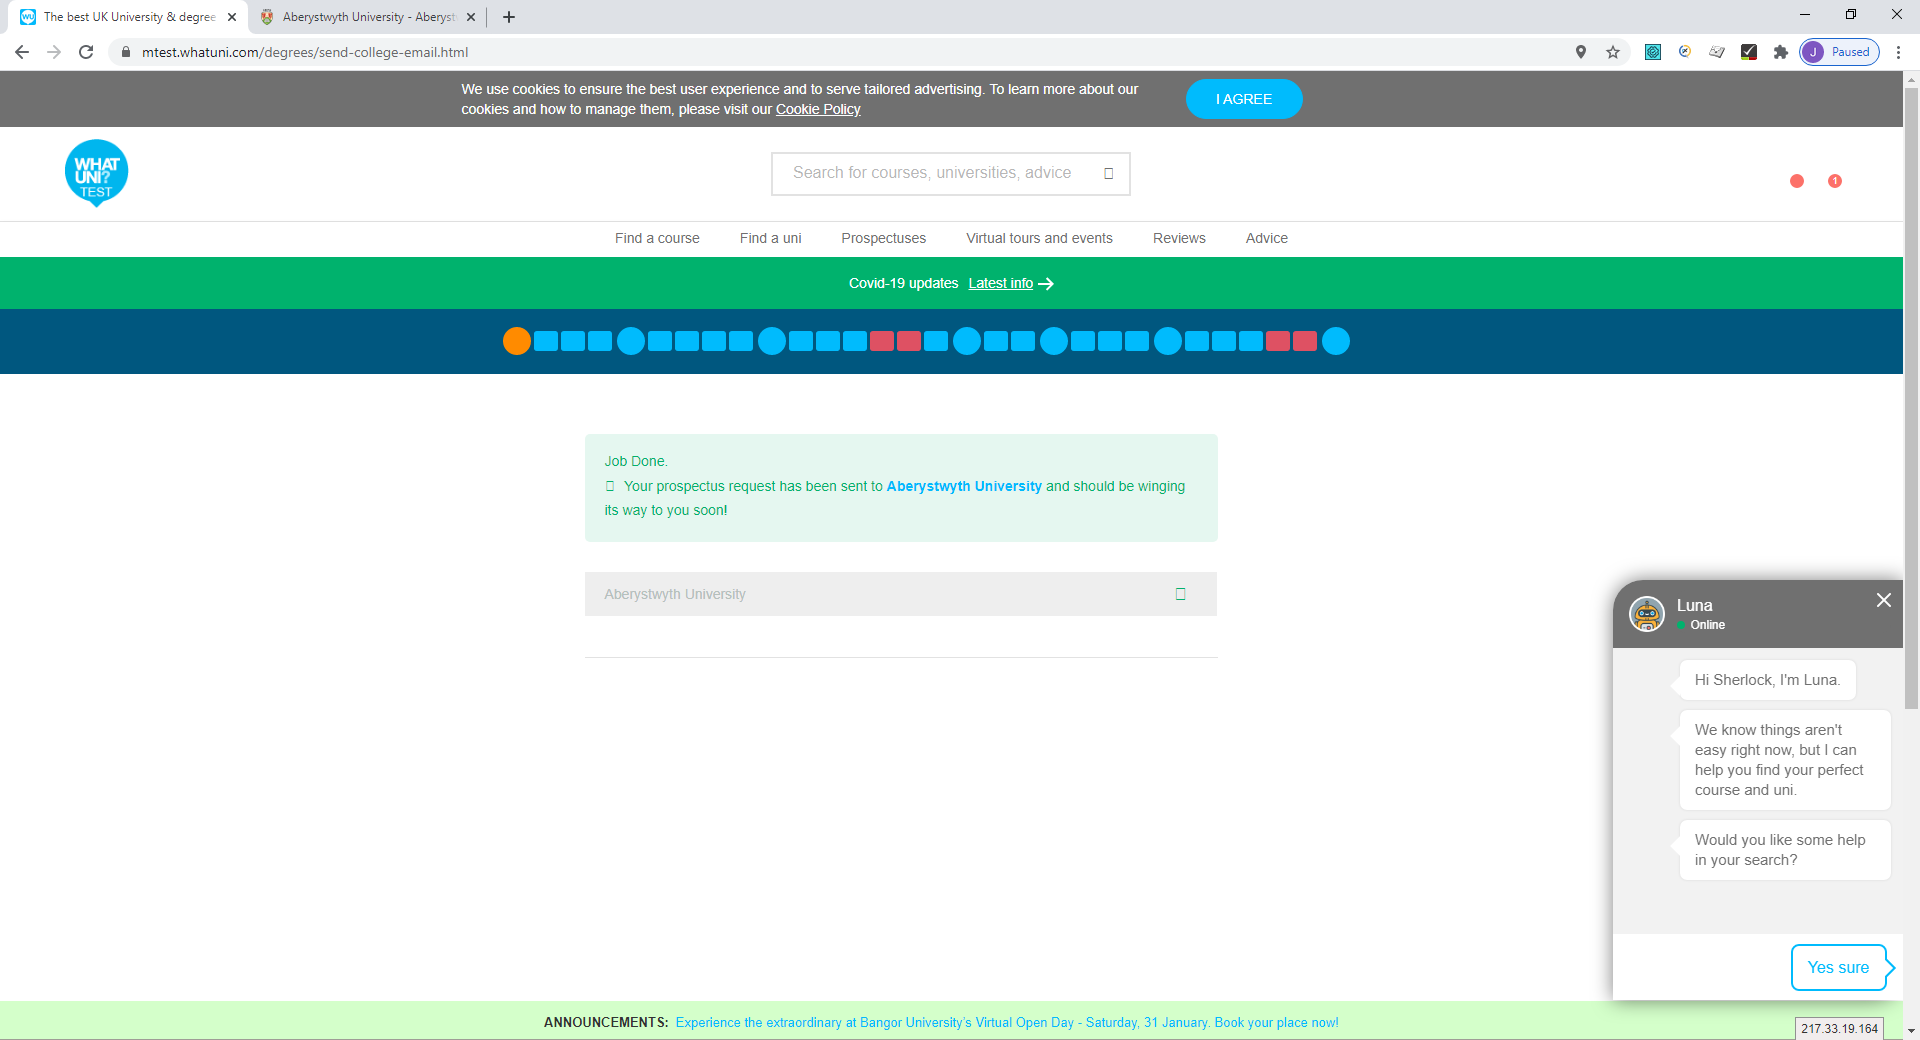 The best UK University & degree
Aberystwyth University - Aberyst
mtest.whatuni.com/degrees/send-college-email.html
J Paused
We use cookies to ensure the best user experience and to serve tailored advertising. To learn more about our
cookies and how to manage them, please visit our Cookie Policy
I AGREE
WHAT
UNI?
TEST
Search for courses, universities, advice
1
Find a course
Find a uni
Prospectuses
Virtual tours and events
Reviews
Advice
Covid-19 updates Latest info
Job Done.
Your prospectus request has been sent to Aberystwyth University and should be winging
its way to you soon!
Aberystwyth University
Luna
Online
Hi Sherlock, I'm Luna.
We know things aren't
easy right now, but I can
help you find your perfect
course and uni.
Would you like some help
in your search?
Yes sure
ANNOUNCEMENTS: Experience the extraordinary at Bangor University's Virtual Open Day - Saturday, 31 January. Book your place now!
217.33.19.164